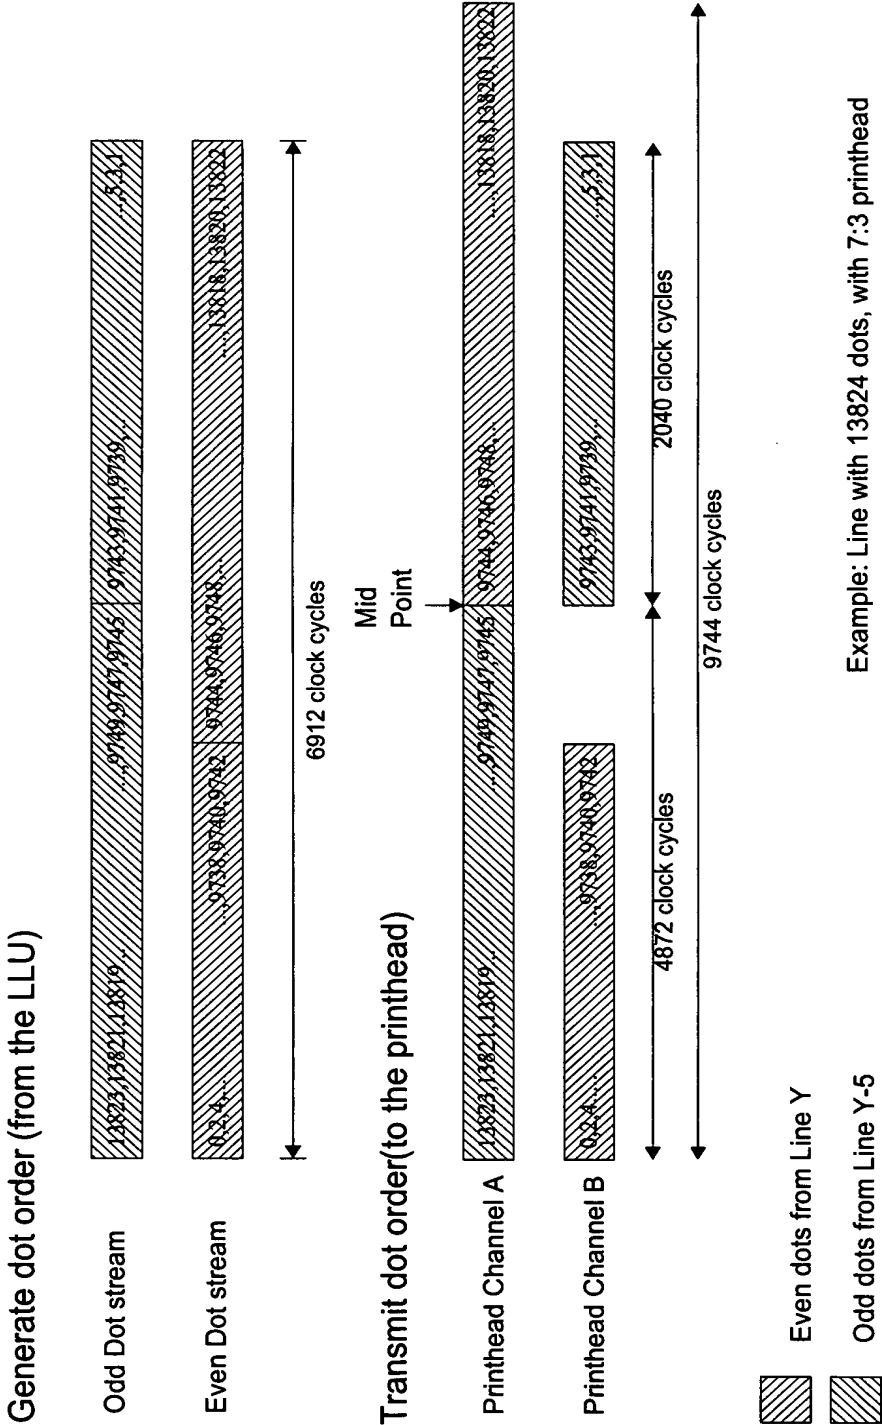 Generate dot order (from the LLU)
Odd Dot stream
13823,13821,13819...
...,9749,9747,9745
9743,9741,9739,...
...,5,3,1
Even Dot stream
0,2,4,...
...,9738,9740,9742
9744,9746,9748,...
...,13818,13820,13822
6912 clock cycles
Transmit dot order(to the printhead)
Mid
Point
Printhead Channel A
13823,13821,13819...
...,9749,9747,9745
9744,9746,9748,...
...,13818,13820,13822
Printhead Channel B
0,2,4,...
...,9738,9740,9742
9743,9741,9739,...
...,5,3,1
4872 clock cycles
2040 clock cycles
9744 clock cycles
Even dots from Line Y
Odd dots from Line Y-5
Example: Line with 13824 dots, with 7:3 printhead